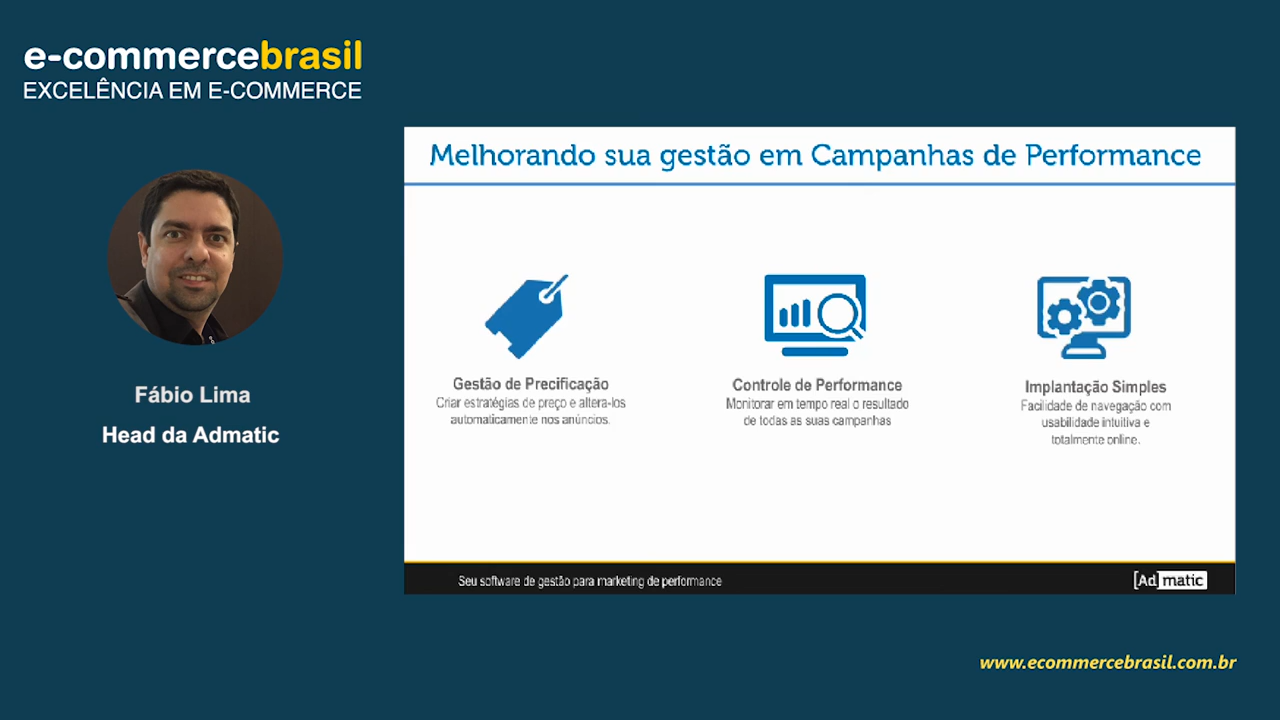 e-commercebrasil
EXCELÊNCIA EM E-COMMERCE
Fábio Lima
Head da Admatic
Melhorando sua gestão em Campanhas de Performance
Gestão de Precificação
Criar estratégias de preço e altera-los
automaticamente nos anúncios.
Controle de Performance
Monitorar em tempo real o resultado
de todas as suas campanhas
Implantação Simples
Facilidade de navegação com
usabilidade intuitiva e
totalmente online.
Seu software de gestão para marketing de performance
[Ad]matic
www.ecommercebrasil.com.br